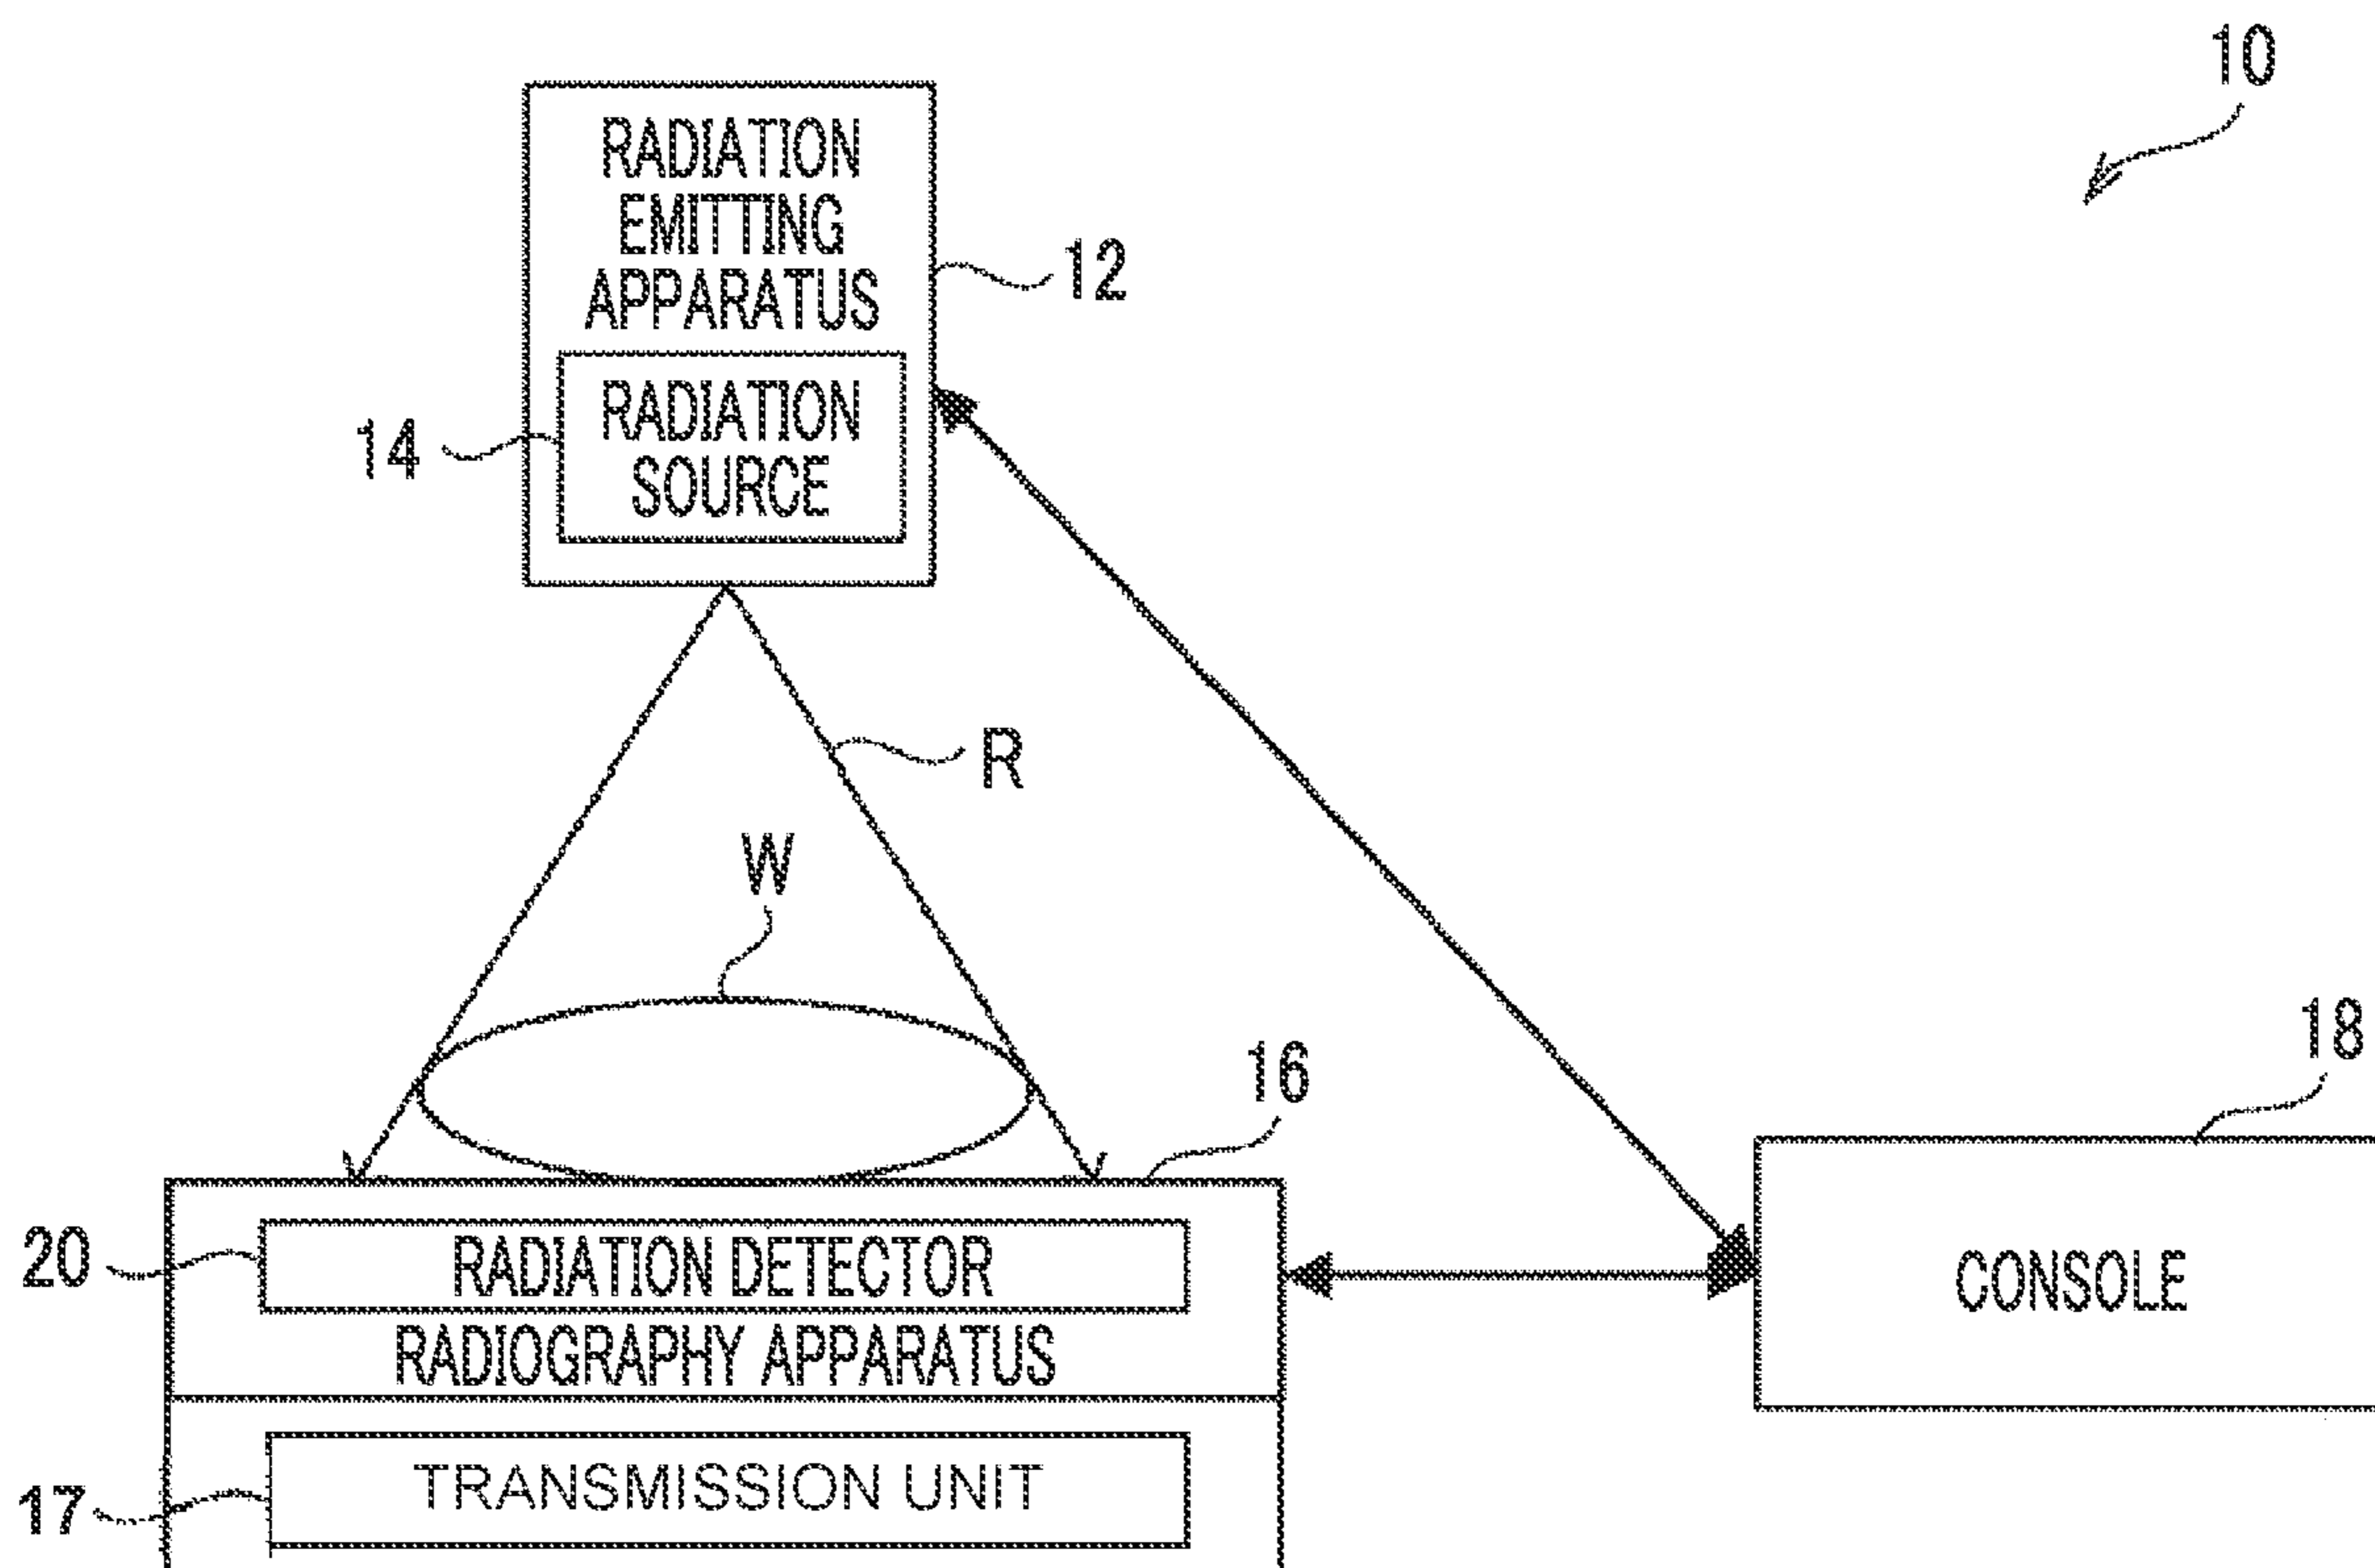 10
RADIATION
EMITTING
APPARATUS
12
RADIATION
SOURCE
14
R
W
16
18
20
RADIATION DETECTOR
CONSOLE
RADIOGRAPHY APPARATUS
17
TRANSMISSION UNIT